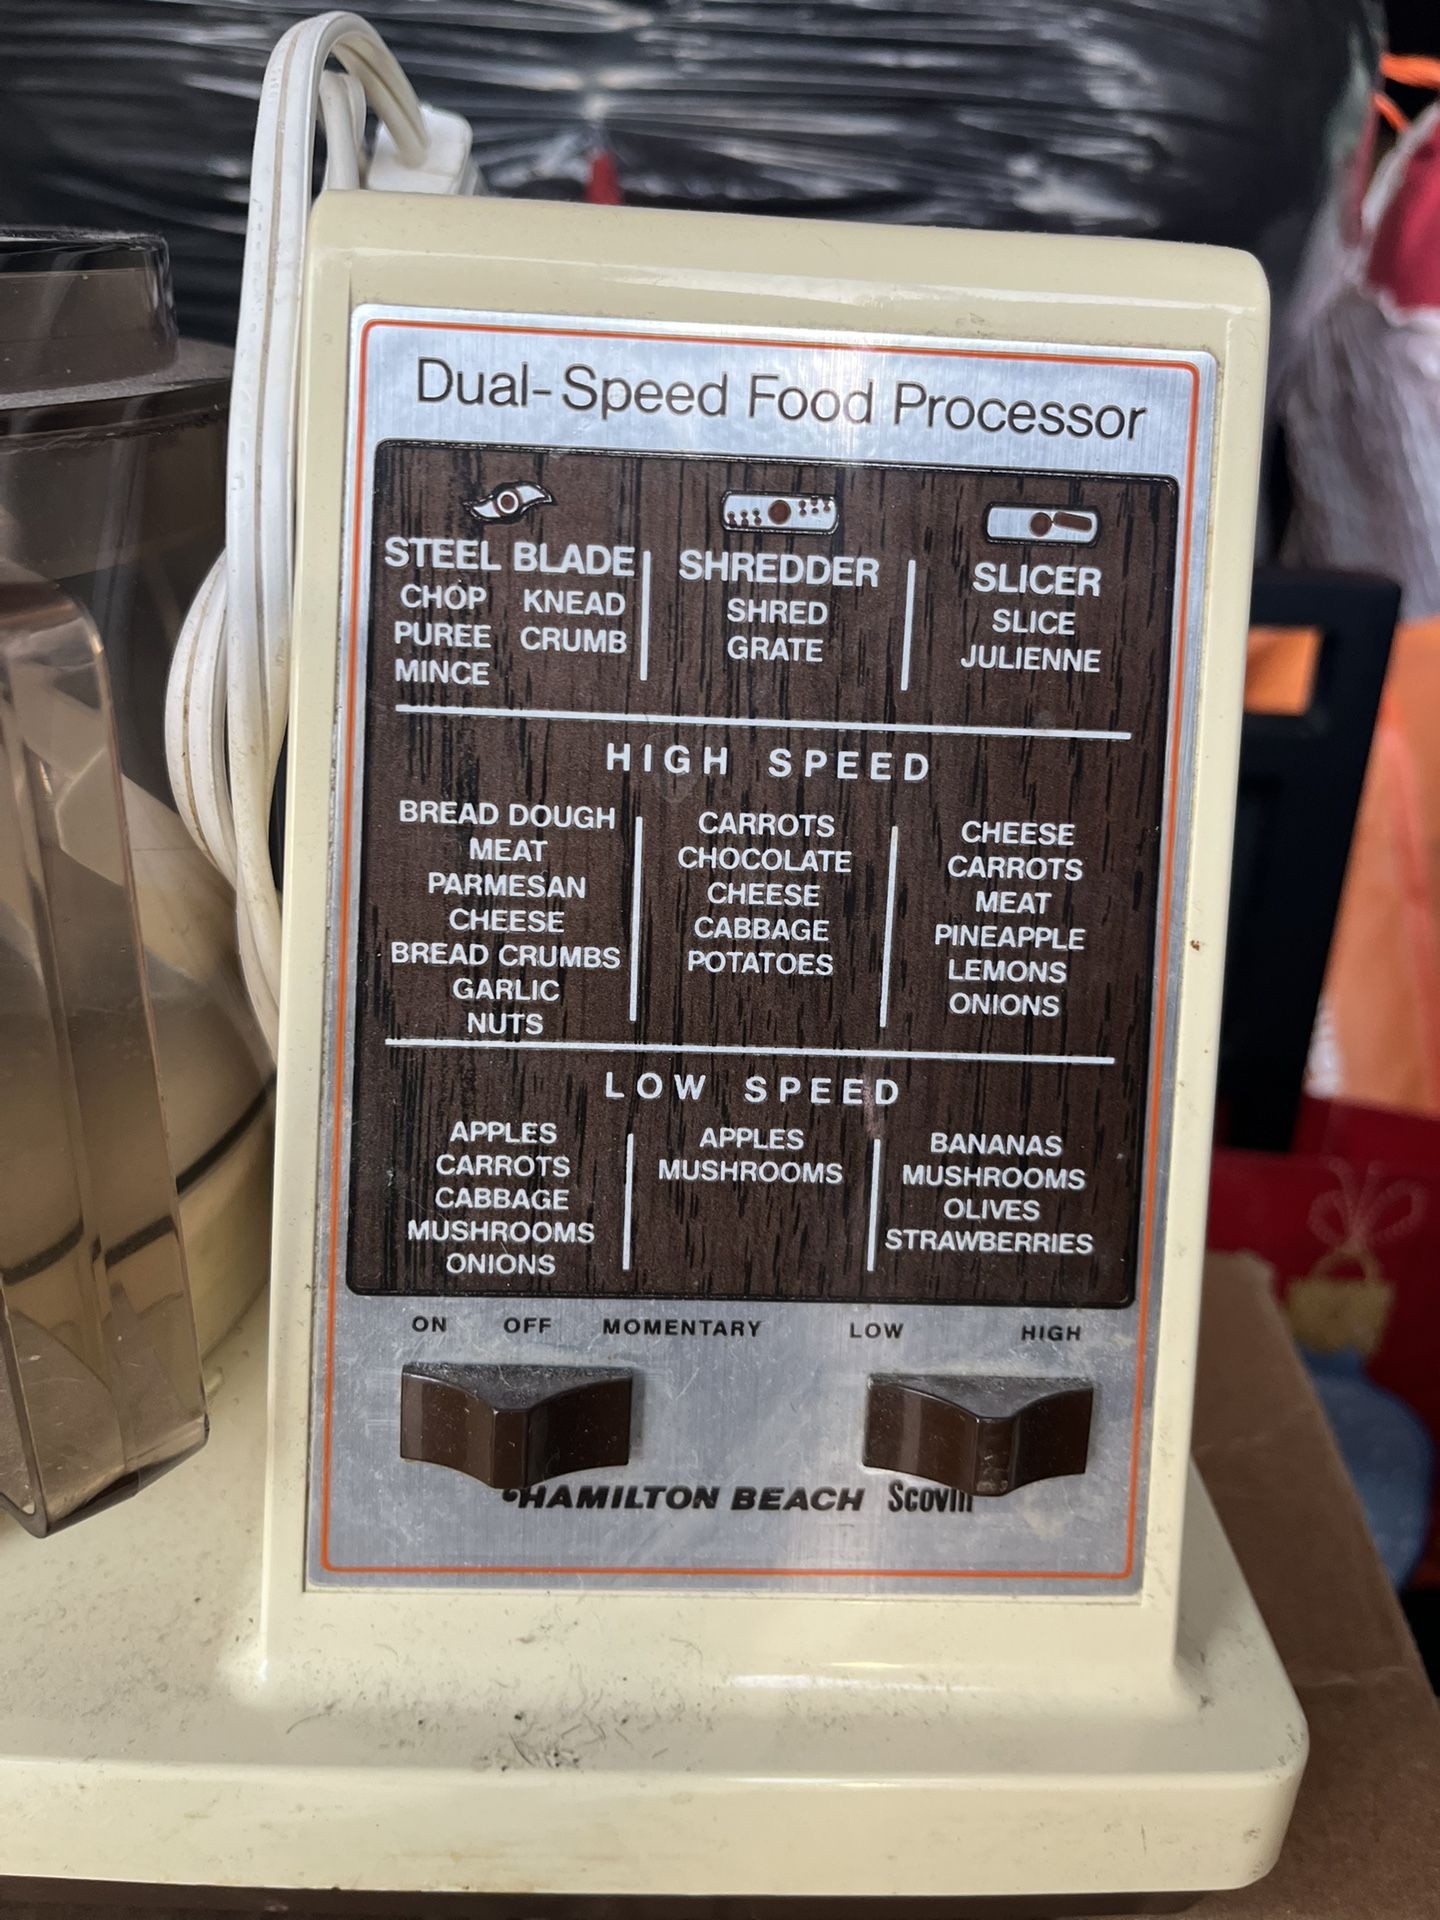 Dual-Speed Food Processor
STEEL BLADE
CHOP KNEAD
PUREE CRUMB
MINCE
SHREDDER
SHRED
GRATE
SLICER
SLICE
JULIENNE
HIGH SPEED
BREAD DOUGH
MEAT
PARMESAN
CHEESE
BREAD CRUMBS
GARLIC
NUTS
CARROTS
CHOCOLATE
CHEESE
CABBAGE
POTATOES
CHEESE
CARROTS
MEAT
PINEAPPLE
LEMONS
ONIONS
LOW SPEED
APPLES
CARROTS
CABBAGE
MUSHROOMS
ONIONS
APPLES
MUSHROOMS
BANANAS
MUSHROOMS
OLIVES
STRAWBERRIES
ON OFF MOMENTARY LOW HIGH
HAMILTON BEACH Scovill